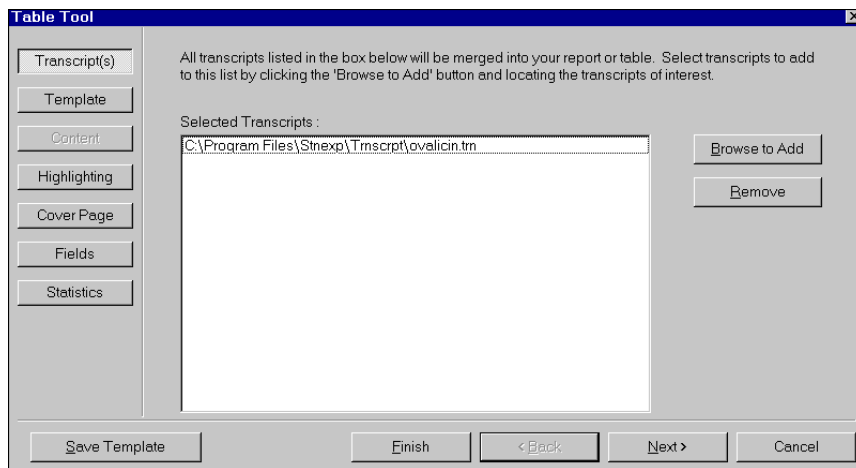 Table Tool
Transcript(s)
Template
Content
Highlighting
Cover Page
Fields
Statistics
All transcripts listed in the box below will be merged into your report or table. Select transcripts to add
to this list by clicking the 'Browse to Add' button and locating the transcripts of interest.
Selected Transcripts :
C:\Program Files\Stnexp\Trnscrpt\ovalicin.trn
Browse to Add
Remove
Save Template
Finish
< Back
Next >
Cancel